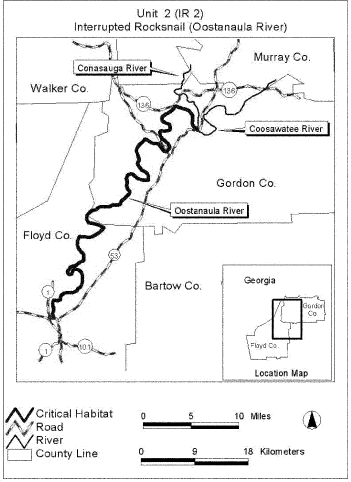 Unit 2 (IR 2)
Interrupted Rocksnail (Oostanaula River)
Murray Co.
Conasauga River
Walker Co.
136
136
Coosawattee River
Gordon Co.
Oostanaula River
Floyd Co.
53
Bartow Co.
1
Georgia
Gordon
Co.
Floyd Co.
1
101
Location Map
Critical Habitat
Road
River
County Line
0 5 10 Miles
0 9 18 Kilometers